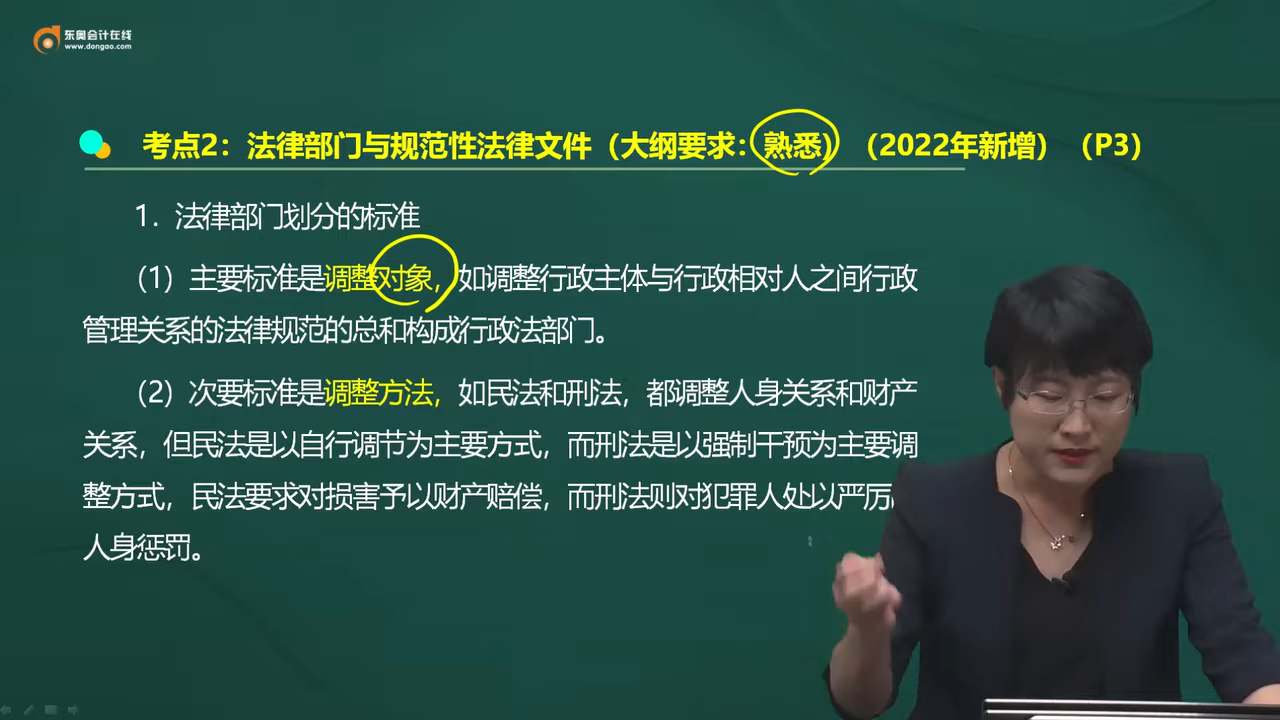 东奥会计在线
www.dongao.com
考点2：法律部门与规范性法律文件（大纲要求：熟悉）（2022年新增）（P3）
1．法律部门划分的标准
（1）主要标准是调整对象，如调整行政主体与行政相对人之间行政
管理关系的法律规范的总和构成行政法部门。
（2）次要标准是调整方法，如民法和刑法，都调整人身关系和财产
关系，但民法是以自行调节为主要方式，而刑法是以强制干预为主要调
整方式，民法要求对损害予以财产赔偿，而刑法则对犯罪人处以严厉
人身惩罚。